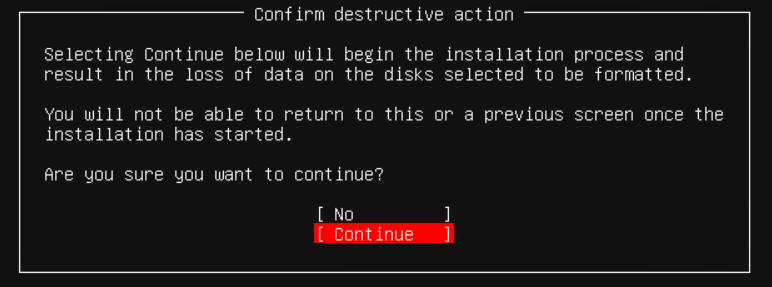 Confirm destructive action
Selecting Continue below will begin the installation process and
result in the loss of data on the disks selected to be formatted.
You will not be able to return to this or a previous screen once the
installation has started.
Are you sure you want to continue?
[ No ]
[ Continue ]